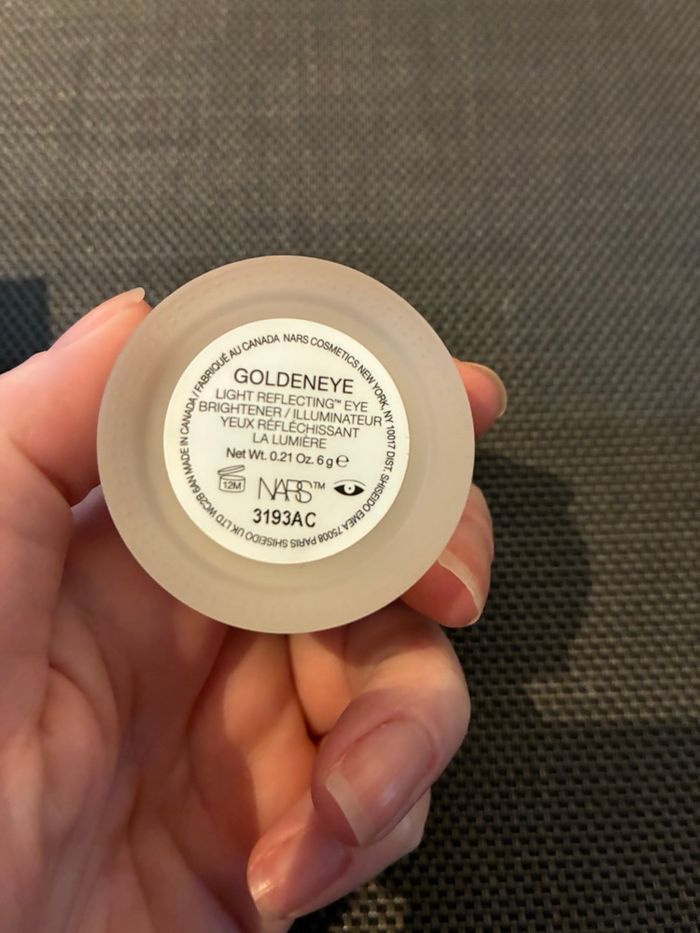 GOLDENEYE
LIGHT REFLECTING™ EYE
BRIGHTENER / ILLUMINATEUR
YEUX RÉFLÉCHISSANT
LA LUMIÈRE
Net Wt. 0.21 Oz. 6 g ℮
12M
NARS™
3193AC
MADE IN CANADA / FABRIQUÉ AU CANADA NARS COSMETICS NEW YORK, NY 10017 DIST. SHISEIDO EMEA 75008 PARIS SHISEIDO UK LTD WC2B 6AN